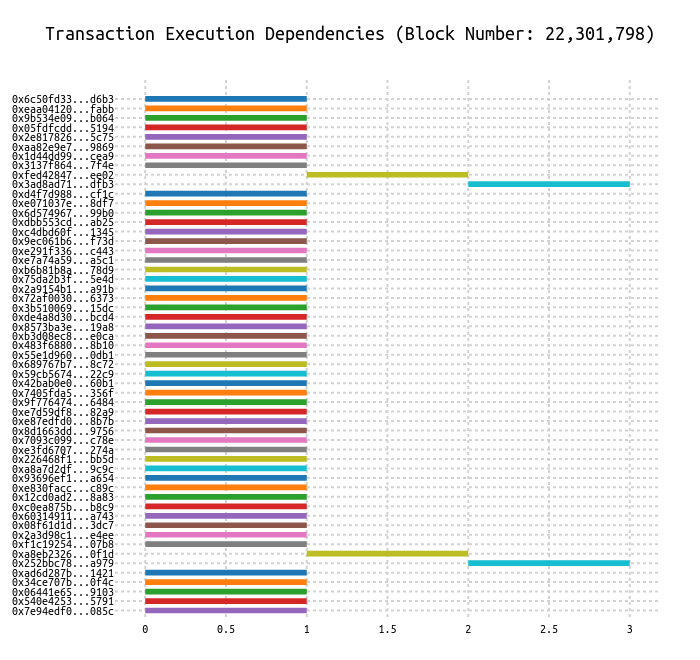 Transaction Execution Dependencies (Block Number: 22,301,798)
0x6c50fd33...d6b3
0xeaa04120...fabb
0x9b534e09...b064
0x05fdfcdd...5194
0x2e817826...5c75
0xaa82e9e7...9869
0x1d44dd99...cea9
0x3137f864...7f4e
0xfed42847...ee02
0x3ad8ad71...dfb3
0xd4f7d988...cf1c
0xe071037e...8df7
0x6d574967...99b0
0xdbb553cd...ab25
0xc4dbd60f...1345
0x9ec061b6...f73d
0xe291f336...c443
0xe7a74a59...a5c1
0xb6b81b8a...78d9
0x75da2b3f...5e4d
0x2a9154b1...a91b
0x72af0030...6373
0x3b510069...15dc
0xde4a8d30...bcd4
0x8573ba3e...19a8
0xb3d08ec8...e0ca
0x483f6880...8b10
0x55e1d960...0db1
0x689767b7...8c72
0x59cb5674...22c9
0x42bab0e0...60b1
0x7405fda5...356f
0x9f776474...6484
0xe7d59df8...82a9
0xe87edfd0...8b7b
0x8d1663dd...9756
0x7093c099...c78e
0xe3fd6707...274a
0x226468f1...bb5d
0xa8a7d2df...9c9c
0x93696ef1...a654
0xe830facc...c89c
0x12cd0ad2...8a83
0xc0ea875b...b8c9
0x60314911...a743
0x08f61d1d...3dc7
0x2a3d98c1...e4ee
0xf1c19254...07b8
0xa8eb2326...0f1d
0x252bbc78...a979
0xad6d287b...1421
0x34ce707b...0f4c
0x06441e65...9103
0x540e4253...5791
0x7e94edf0...085c
0 0.5 1 1.5 2 2.5 3